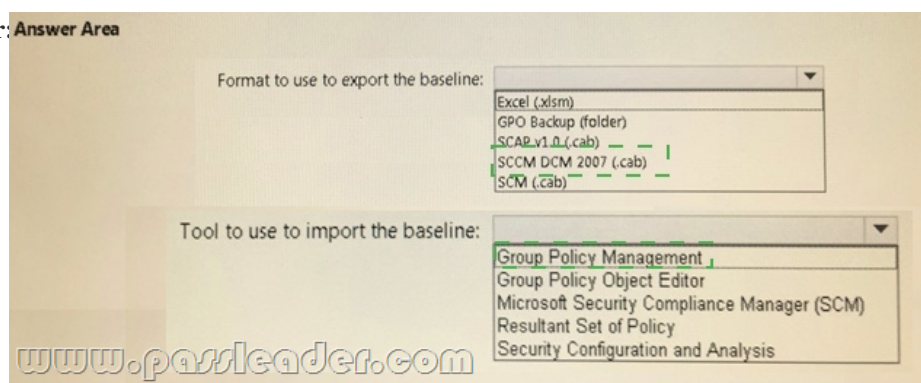 r: Answer Area
Format to use to export the baseline:
Excel (.xlsm)
GPO Backup (folder)
SCAP v1.0 (.cab)
SCCM DCM 2007 (.cab)
SCM (.cab)
Tool to use to import the baseline:
Group Policy Management
Group Policy Object Editor
Microsoft Security Compliance Manager (SCM)
Resultant Set of Policy
Security Configuration and Analysis
www.passleader.com